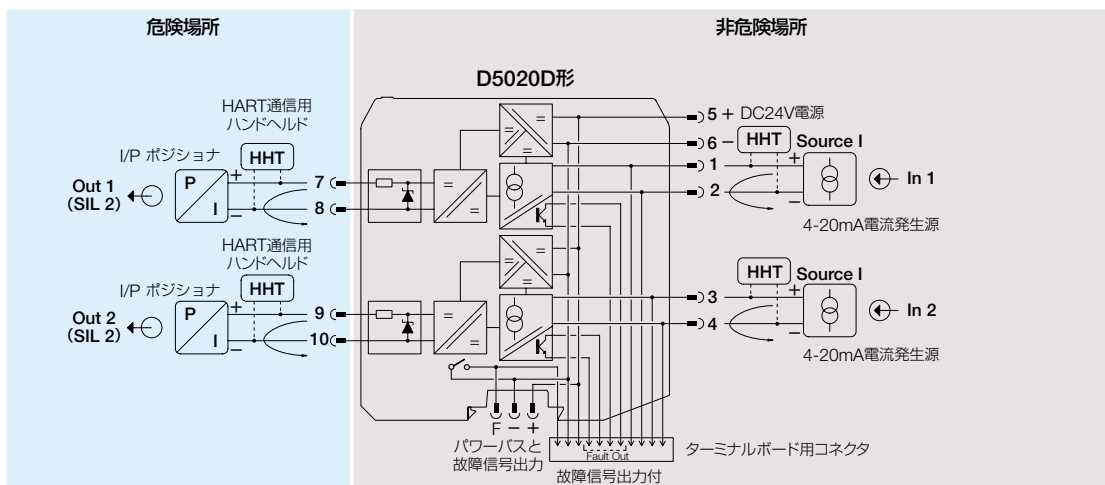 危険場所
非危険場所
D5020D形
HART通信用
ハンドヘルド
I/P ポジショナ
HHT
Out 1
(SIL 2)
P
I
+
−
7
8
5 + DC24V電源
6 −
1
2
HHT
Source I
+
−
In 1
4-20mA電流発生源
HART通信用
ハンドヘルド
I/P ポジショナ
HHT
Out 2
(SIL 2)
P
I
+
−
9
10
3
4
HHT
Source I
+
−
In 2
4-20mA電流発生源
F − +
パワーバスと
故障信号出力
Fault Out
故障信号出力付
ターミナルボード用コネクタ